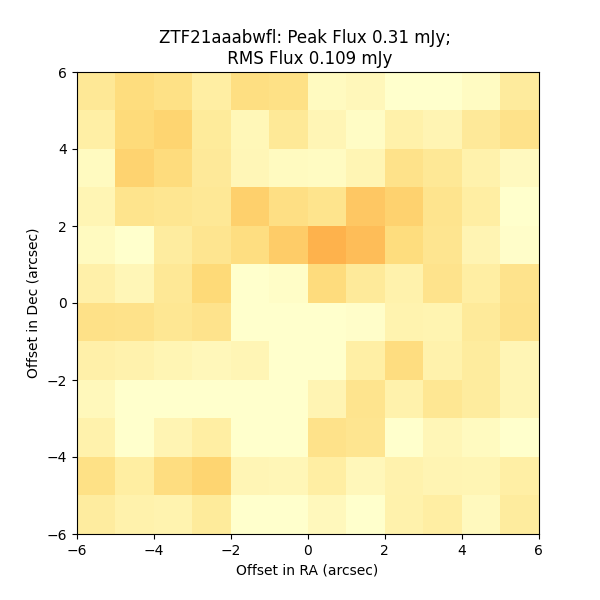 ZTF21aaabwfl: Peak Flux 0.31 mJy;
RMS Flux 0.109 mJy
6
4
2
0
−2
−4
−6
Offset in Dec (arcsec)
−6 −4 −2 0 2 4 6
Offset in RA (arcsec)